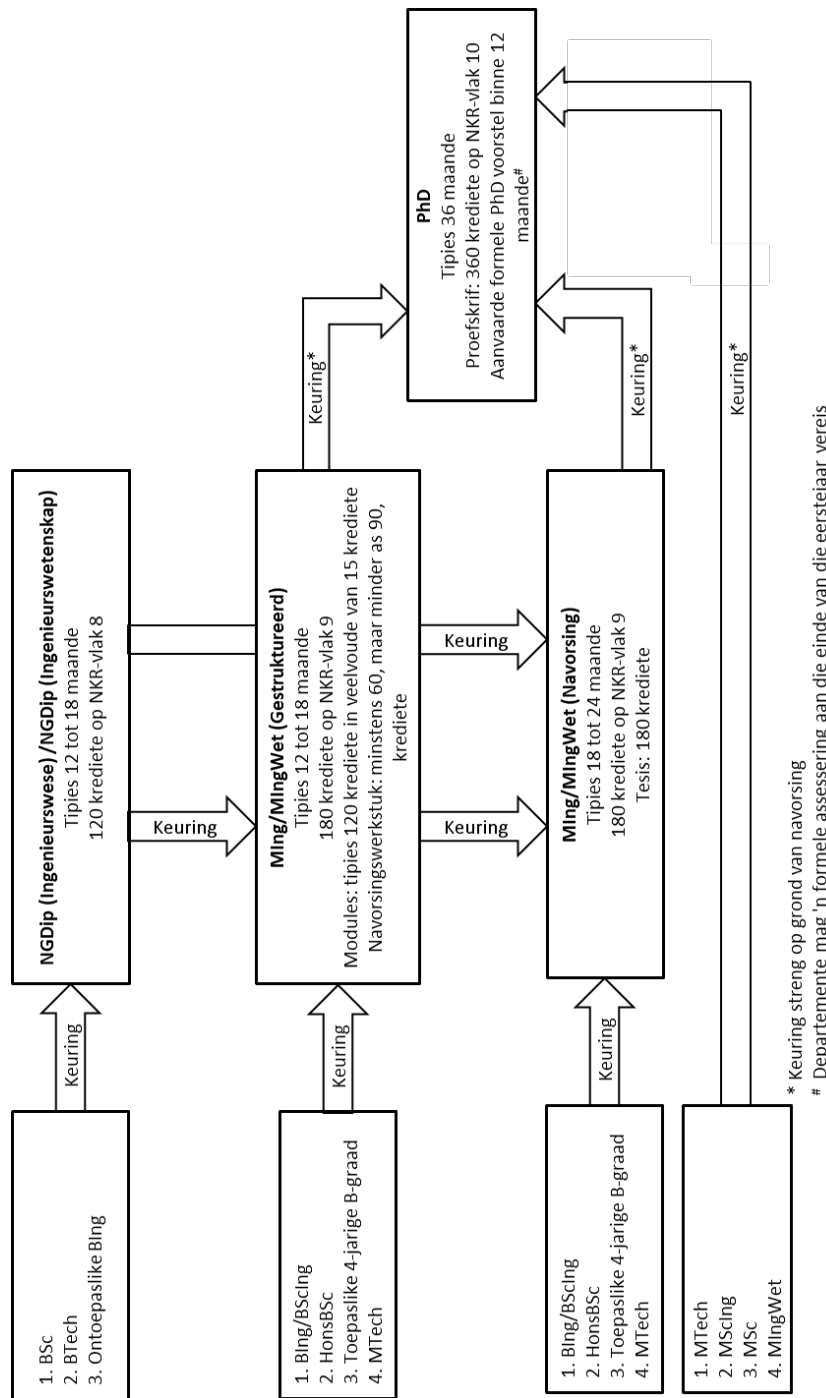 1. BSc
2. BTech
3. Ontoepaslike BIng
Keuring
NGDip (Ingenieurswese) /NGDip (Ingenieurswetenskap)
Tipies 12 tot 18 maande
120 krediete op NKR-vlak 8
Keuring
1. BIng/BScIng
2. HonsBSc
3. Toepaslike 4-jarige B-graad
4. MTech
Keuring
MIng/MIngWet (Gestruktureerd)
Tipies 12 tot 18 maande
180 krediete op NKR-vlak 9
Modules: tipies 120 krediete in veelvoude van 15 krediete
Navorsingswerkstuk: minstens 60, maar minder as 90,
krediete
Keuring*
Keuring
Keuring
PhD
Tipies 36 maande
Proefskrif: 360 krediete op NKR-vlak 10
Aanvaarde formele PhD voorstel binne 12
maande#
1. BIng/BScIng
2. HonsBSc
3. Toepaslike 4-jarige B-graad
4. MTech
Keuring
MIng/MIngWet (Navorsing)
Tipies 18 tot 24 maande
180 krediete op NKR-vlak 9
Tesis: 180 krediete
Keuring*
1. MTech
2. MScIng
3. MSc
4. MIngWet
Keuring*
* Keuring streng op grond van navorsing
# Departemente mag 'n formele assessering aan die einde van die eerstejaar vereis